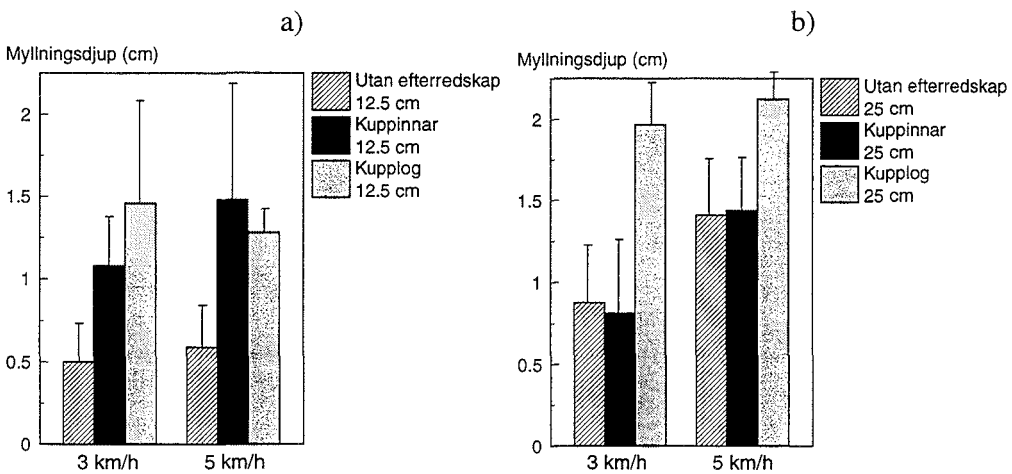 a)
Myllningsdjup (cm)
2
1.5
1
0.5
0
3 km/h
5 km/h
Utan efterredskap
12.5 cm
Kuppinnar
12.5 cm
Kupplog
12.5 cm
b)
Myllningsdjup (cm)
2
1.5
1
0.5
0
3 km/h
5 km/h
Utan efterredskap
25 cm
Kuppinnar
25 cm
Kupplog
25 cm